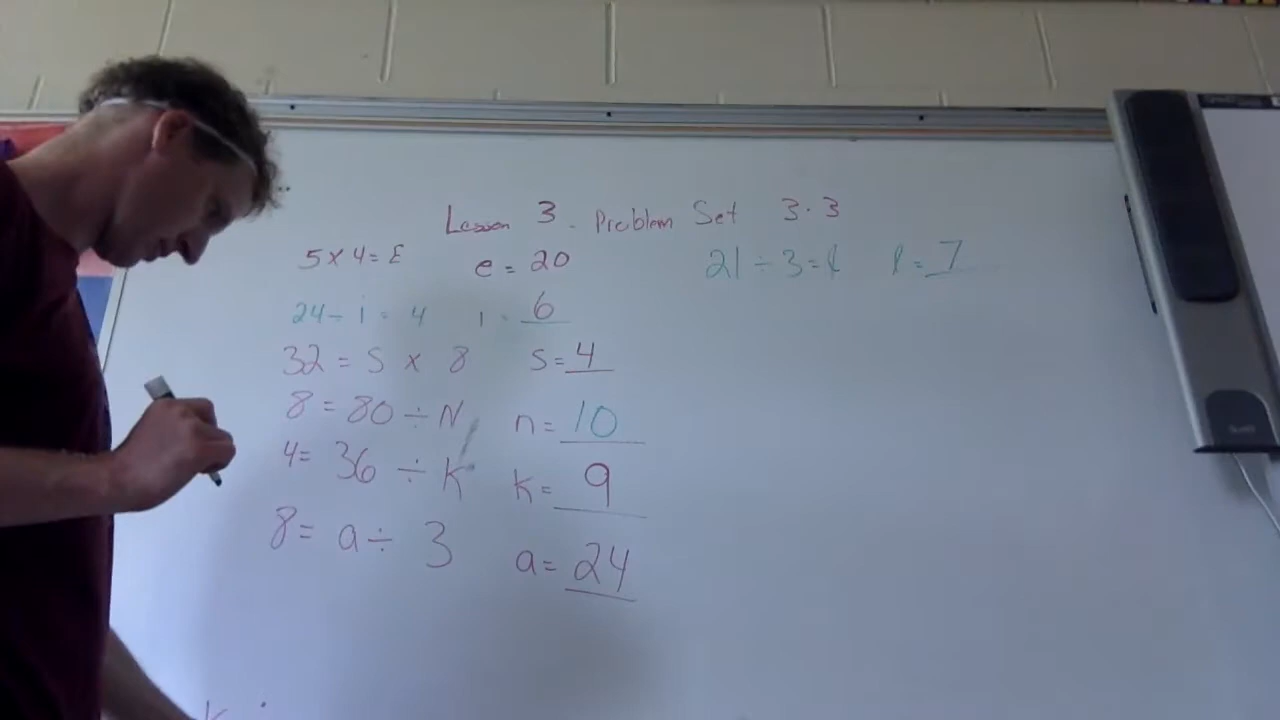 Lesson 3. Problem Set 3.3
5 x 4 = E e = 20
24 ÷ i = 4 i = 6
32 = S x 8 S = 4
8 = 80 ÷ N n = 10
4 = 36 ÷ K K = 9
8 = a ÷ 3 a = 24
21 ÷ 3 = l l = 7